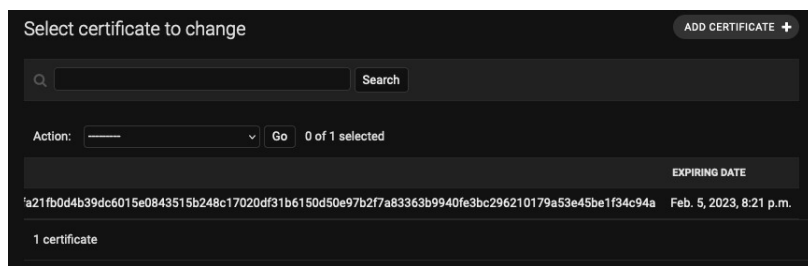 Select certificate to change
ADD CERTIFICATE +
Search
Action: --------- Go 0 of 1 selected
EXPIRING DATE
a21fb0d4b39dc6015e0843515b248c17020df31b6150d50e97b2f7a83363b9940fe3bc296210179a53e45be1f34c94a Feb. 5, 2023, 8:21 p.m.
1 certificate